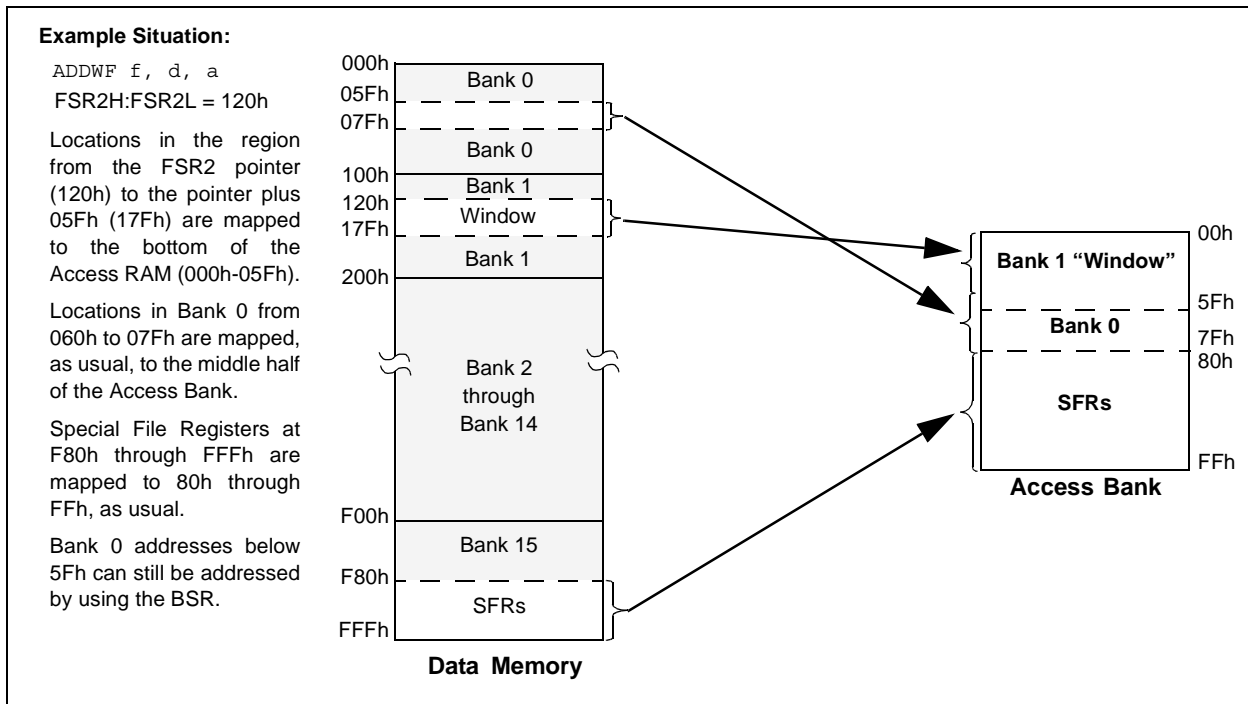 Example Situation:
ADDWF f, d, a
FSR2H:FSR2L = 120h
Locations in the region
from the FSR2 pointer
(120h) to the pointer plus
05Fh (17Fh) are mapped
to the bottom of the
Access RAM (000h-05Fh).
Locations in Bank 0 from
060h to 07Fh are mapped,
as usual, to the middle half
of the Access Bank.
Special File Registers at
F80h through FFFh are
mapped to 80h through
FFh, as usual.
Bank 0 addresses below
5Fh can still be addressed
by using the BSR.
000h
Bank 0
05Fh
07Fh
Bank 0
100h
Bank 1
120h
Window
17Fh
Bank 1
200h
Bank 2
through
Bank 14
F00h
Bank 15
F80h
SFRs
FFFh
Data Memory
00h
Bank 1 “Window”
5Fh
Bank 0
7Fh
80h
SFRs
FFh
Access Bank